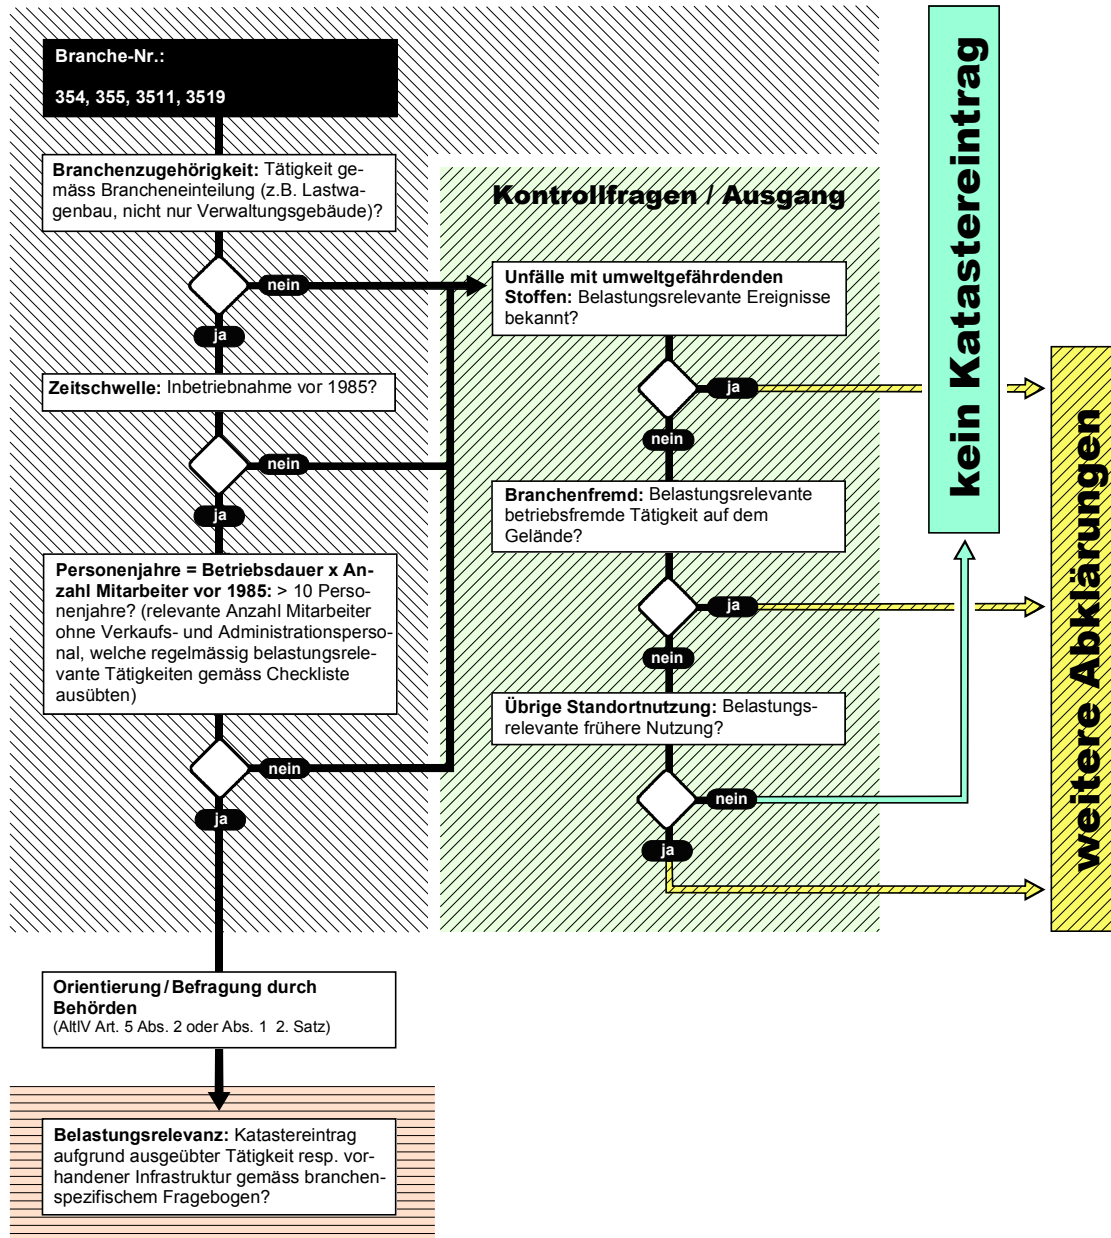 Branche-Nr.:
354, 355, 3511, 3519
Branchenzugehörigkeit: Tätigkeit ge-
mäss Brancheneinteilung (z.B. Lastwa-
genbau, nicht nur Verwaltungsgebäude)?
nein
ja
Zeitschwelle: Inbetriebnahme vor 1985?
nein
ja
Personenjahre = Betriebsdauer x An-
zahl Mitarbeiter vor 1985: > 10 Perso-
nenjahre? (relevante Anzahl Mitarbeiter
ohne Verkaufs- und Administrationsperso-
nal, welche regelmässig belastungsrele-
vante Tätigkeiten gemäss Checkliste
ausübten)
nein
ja
Orientierung/Befragung durch
Behörden
(AltlV Art. 5 Abs. 2 oder Abs. 1 2. Satz)
Belastungsrelevanz: Katastereintrag
aufgrund ausgeübter Tätigkeit resp. vor-
handener Infrastruktur gemäss branchen-
spezifischem Fragebogen?
Kontrollfragen / Ausgang
Unfälle mit umweltgefährdenden
Stoffen: Belastungsrelevante Ereignisse
bekannt?
ja
nein
Branchenfremd: Belastungsrelevante
betriebsfremde Tätigkeit auf dem
Gelände?
ja
nein
Übrige Standortnutzung: Belastungs-
relevante frühere Nutzung?
nein
ja
kein Katastereintrag
weitere Abklärungen